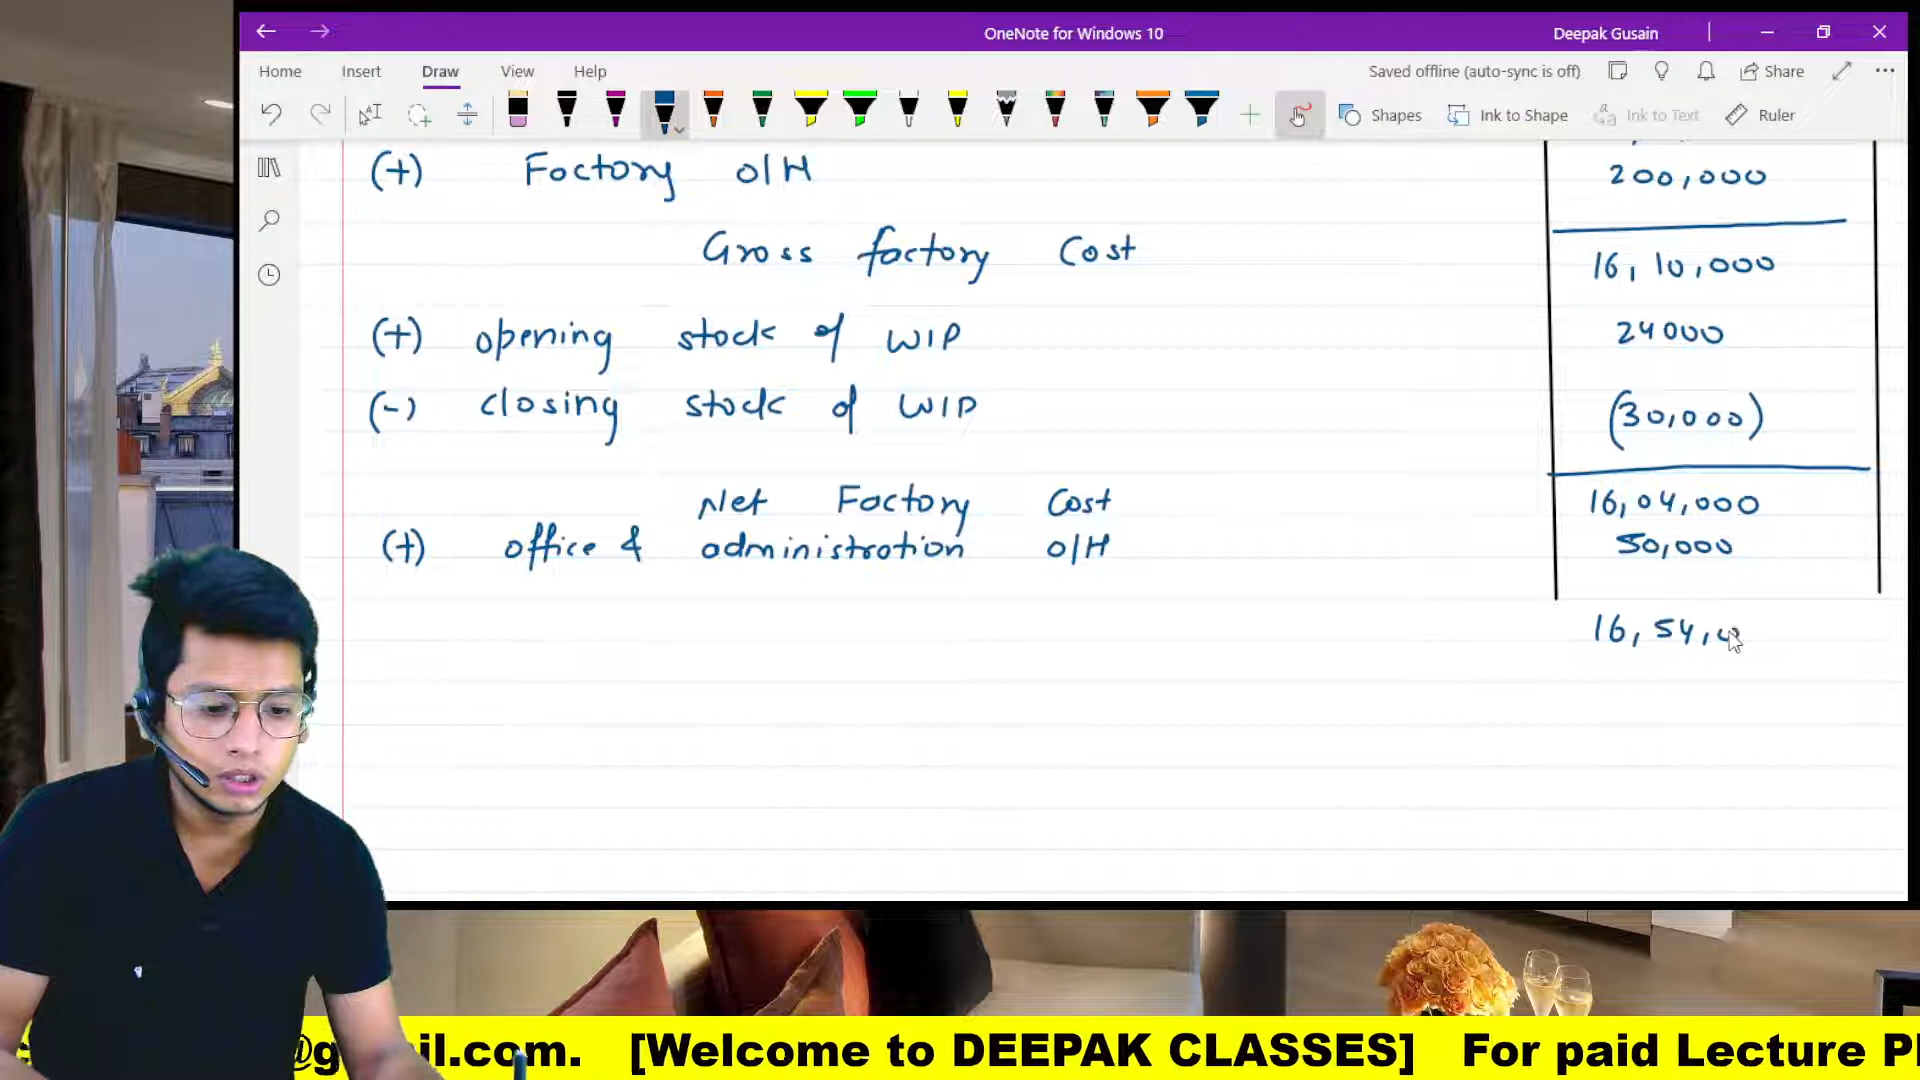 OneNote for Windows 10
Deepak Gusain
Home Insert Draw View Help
Saved offline (auto-sync is off) Share
Shapes Ink to Shape Ink to Text Ruler
(+) Factory O/H 200,000
Gross factory Cost 16,10,000
(+) opening stock of WIP 24000
(-) closing stock of WIP (30,000)
Net Factory Cost 16,04,000
(+) office & administration O/H 50,000
16,54,0
@gmail.com. [Welcome to DEEPAK CLASSES] For paid Lecture